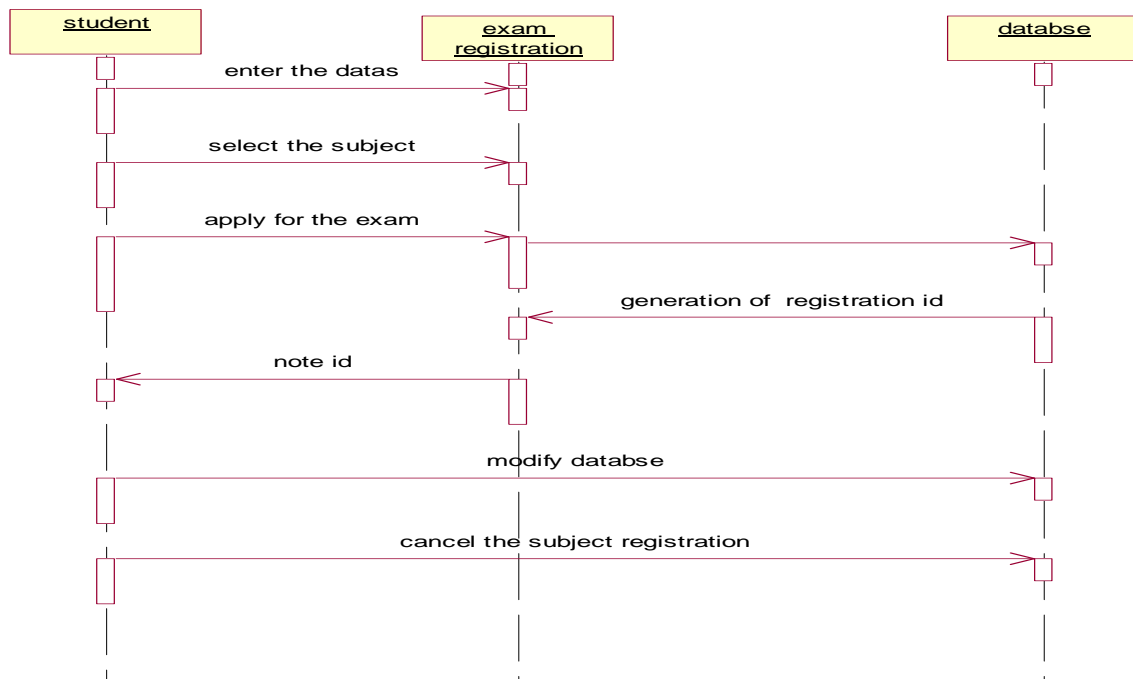 student
exam
registration
databse
enter the datas
select the subject
apply for the exam
generation of registration id
note id
modify databse
cancel the subject registration